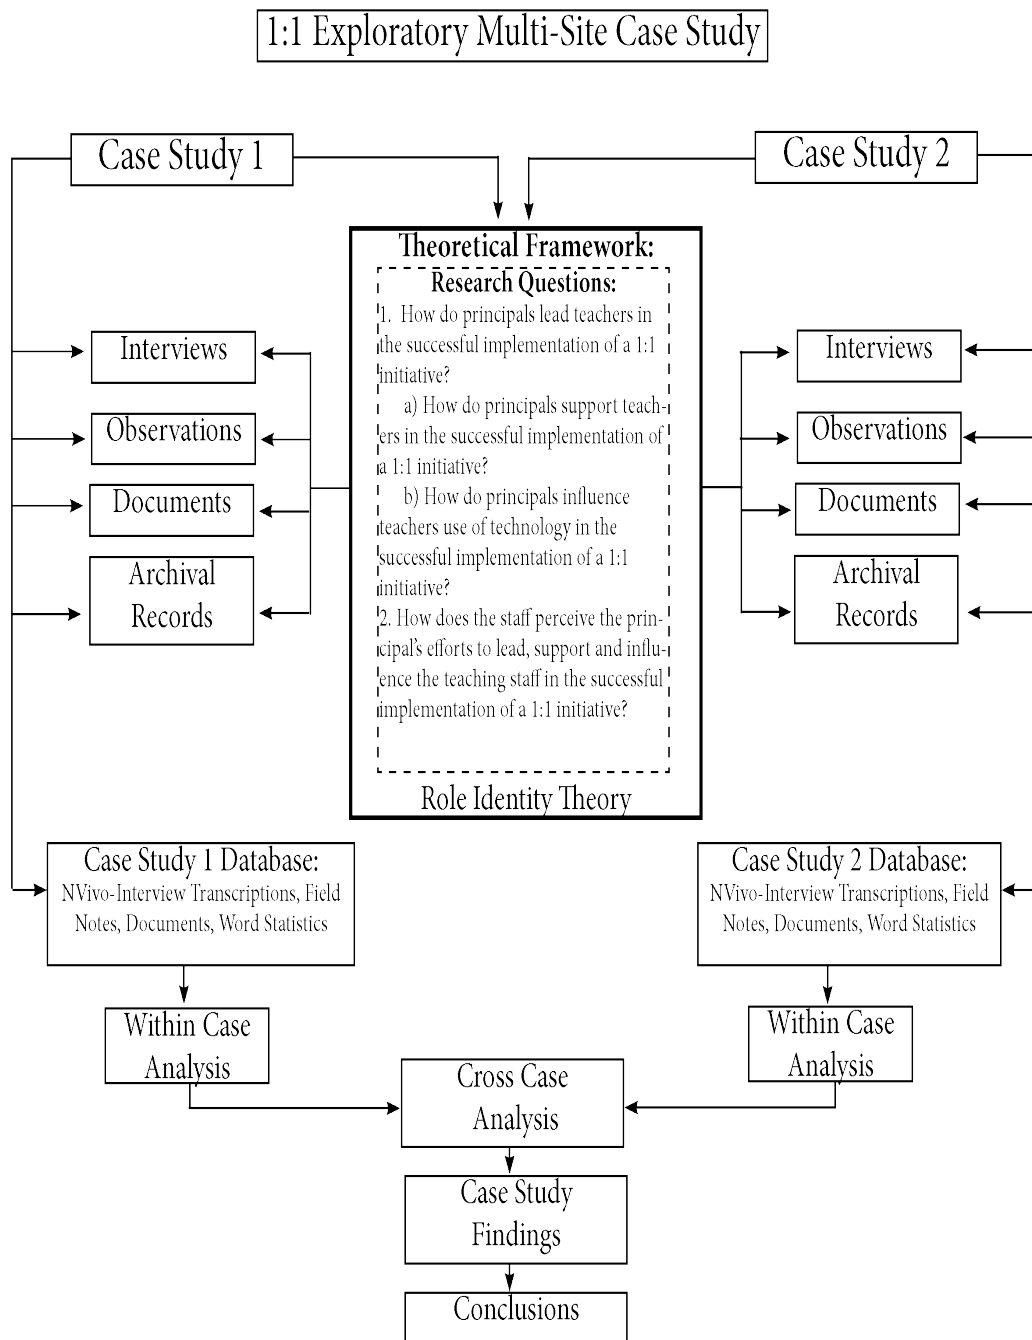 1:1 Exploratory Multi-Site Case Study
Case Study 1
Case Study 2
Theoretical Framework:
Research Questions:
1. How do principals lead teachers in
the successful implementation of a 1:1
initiative?
a) How do principals support teach-
ers in the successful implementation of
a 1:1 initiative?
b) How do principals influence
teachers use of technology in the
successful implementation of a 1:1
initiative?
2. How does the staff perceive the prin-
cipal's efforts to lead, support and influ-
ence the teaching staff in the successful
implementation of a 1:1 initiative?
Role Identity Theory
Interviews
Observations
Documents
Archival
Records
Interviews
Observations
Documents
Archival
Records
Case Study 1 Database:
NVivo-Interview Transcriptions, Field
Notes, Documents, Word Statistics
Case Study 2 Database:
NVivo-Interview Transcriptions, Field
Notes, Documents, Word Statistics
Within Case
Analysis
Within Case
Analysis
Cross Case
Analysis
Case Study
Findings
Conclusions